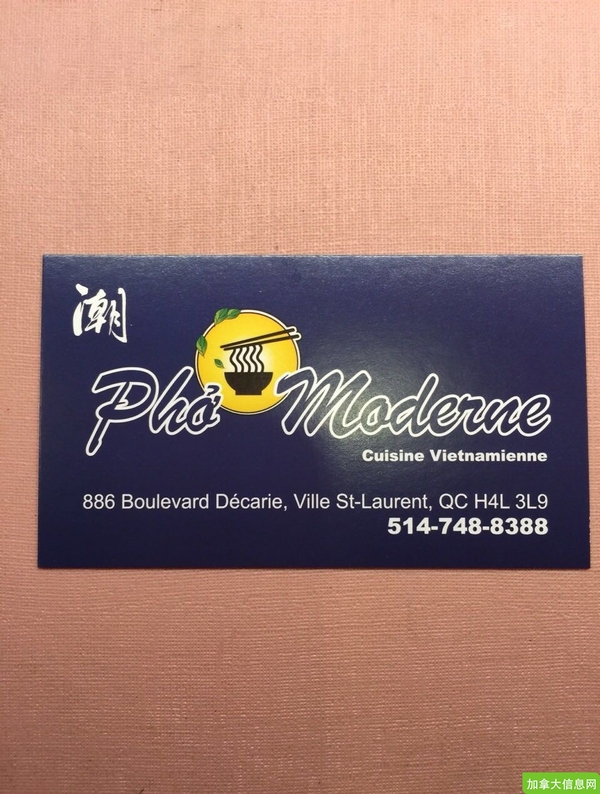 潮
Phở Moderne
Cuisine Vietnamienne
886 Boulevard Décarie, Ville St-Laurent, QC H4L 3L9
514-748-8388
加拿大信息网